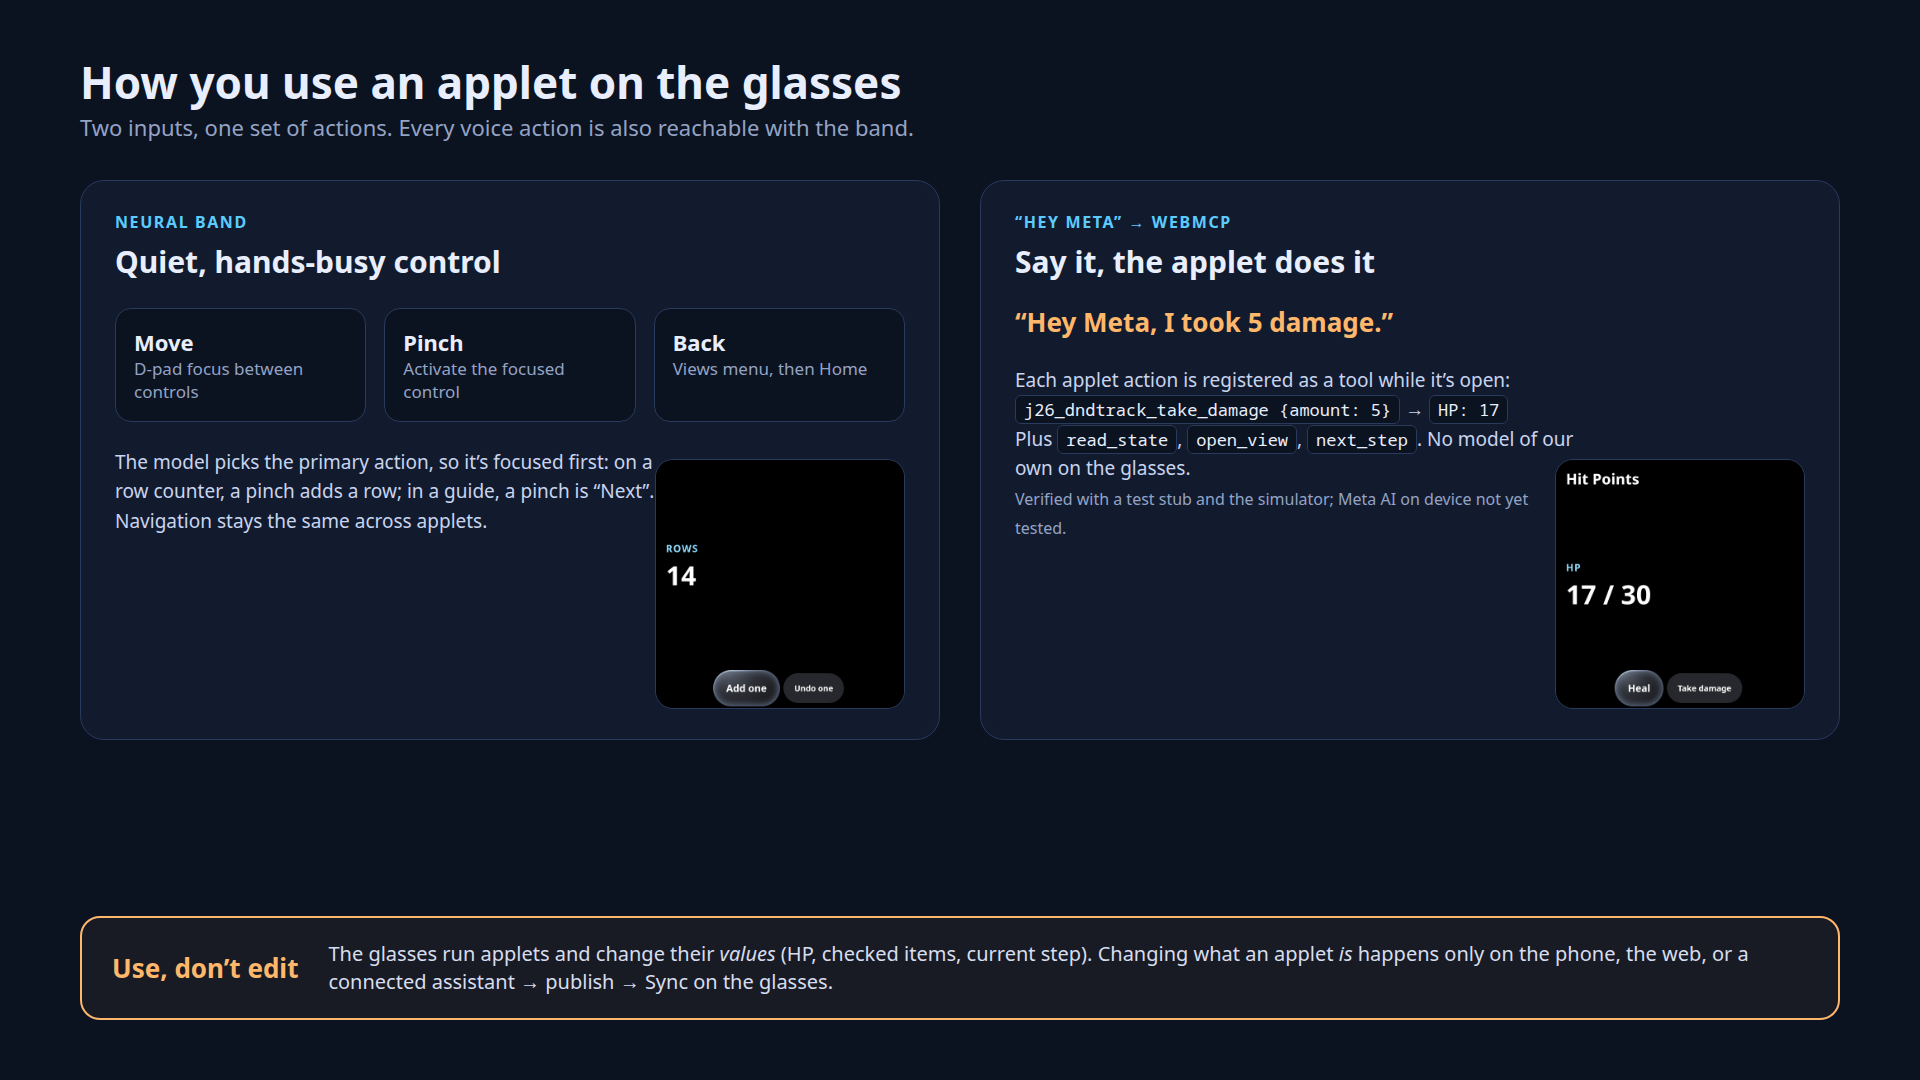 How you use an applet on the glasses
Two inputs, one set of actions. Every voice action is also reachable with the band.
NEURAL BAND
Quiet, hands-busy control
Move
D-pad focus between
controls
Pinch
Activate the focused
control
Back
Views menu, then Home
The model picks the primary action, so it’s focused first: on a
row counter, a pinch adds a row; in a guide, a pinch is “Next”.
Navigation stays the same across applets.
ROWS
14
Add one
Undo one
“HEY META” → WEBMCP
Say it, the applet does it
“Hey Meta, I took 5 damage.”
Each applet action is registered as a tool while it’s open:
j26_dndtrack_take_damage {amount: 5} → HP: 17
Plus read_state, open_view, next_step. No model of our
own on the glasses.
Verified with a test stub and the simulator; Meta AI on device not yet
tested.
Hit Points
HP
17 / 30
Heal
Take damage
Use, don’t edit
The glasses run applets and change their values (HP, checked items, current step). Changing what an applet is happens only on the phone, the web, or a
connected assistant → publish → Sync on the glasses.